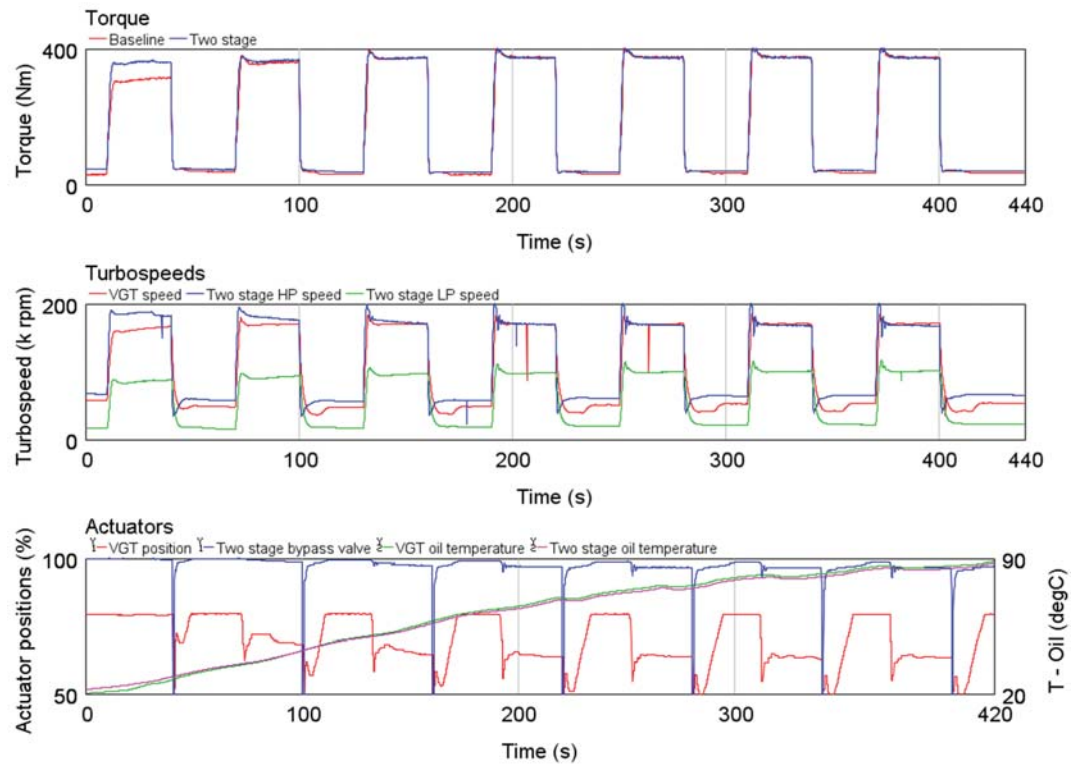 Torque
Baseline Two stage
400
0
Torque (Nm)
0 100 200 300 400 440
Time (s)
Turbospeeds
VGT speed Two stage HP speed Two stage LP speed
200
0
Turbospeed (k rpm)
0 100 200 300 400 440
Time (s)
Actuators
VGT position Two stage bypass valve VGT oil temperature Two stage oil temperature
100
50
Actuator positions (%)
90
20
T - Oil (degC)
0 100 200 300 420
Time (s)